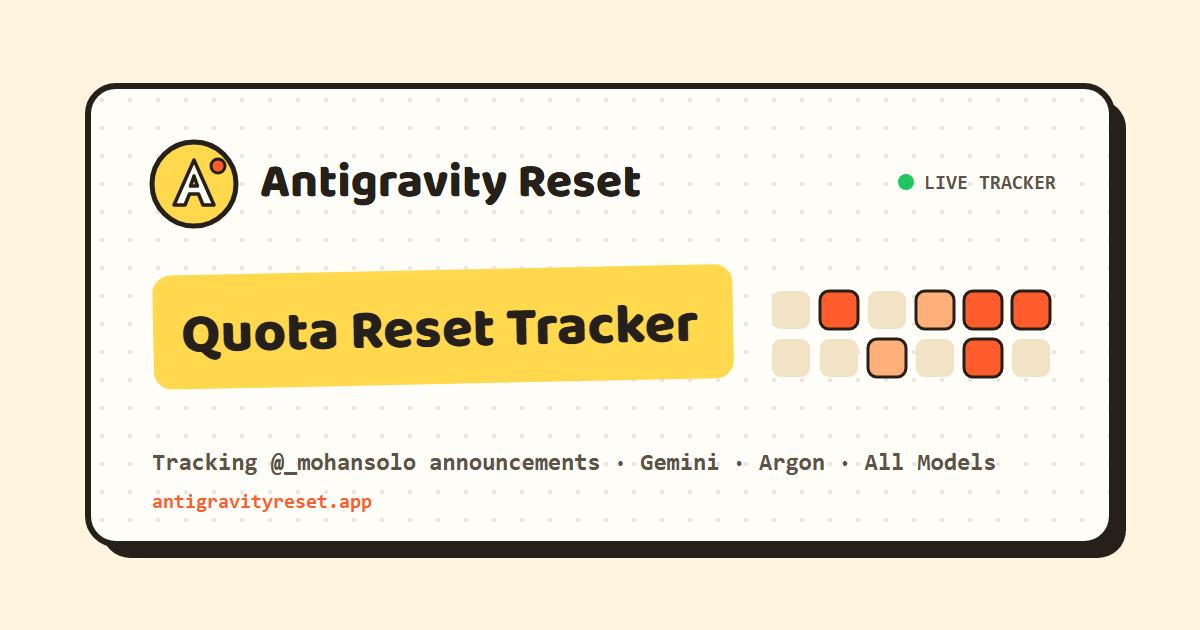 A
Antigravity Reset
LIVE TRACKER
Quota Reset Tracker
Tracking @_mohansolo announcements · Gemini · Argon · All Models
antigravityreset.app